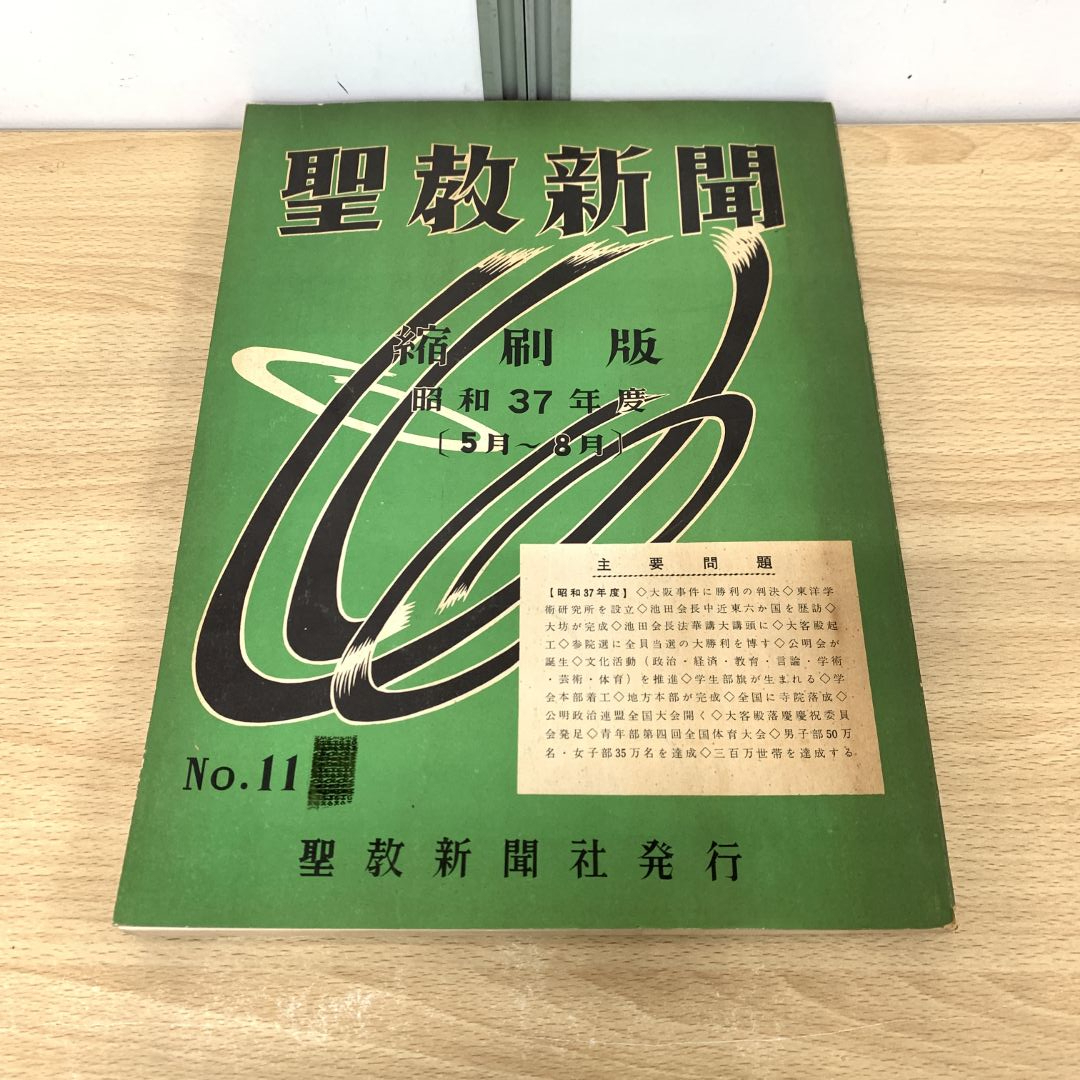 聖教新聞
縮刷版
昭和37年度
〔5月～8月〕
主要問題
【昭和37年度】◇大阪事件に勝利の判決◇東洋学
術研究所を設立◇池田会長中近東六か国を歴訪◇
大坊が完成◇池田会長法華講大講頭に◇大客殿起
工◇参院選に全員当選の大勝利を博す◇公明会が
誕生◇文化活動（政治・経済・教育・言論・学術
・芸術・体育）を推進◇学生部旗が生まれる◇学
会本部着工◇地方本部が完成◇全国に寺院落成◇
公明政治連盟全国大会開く◇大客殿落慶慶祝委員
会発足◇青年部第四回全国体育大会◇男子部50万
名・女子部35万名を達成◇三百万世帯を達成する
No.11
聖教新聞社発行